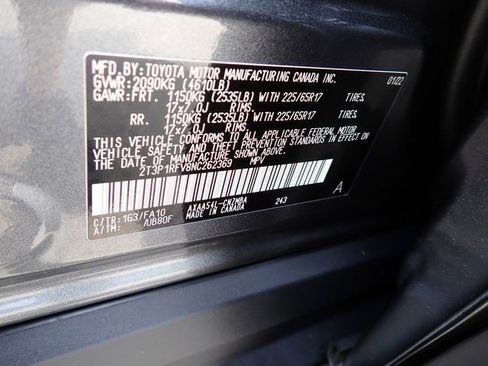 MFD. BY: TOYOTA MOTOR MANUFACTURING CANADA INC. 01/22
GVWR: 2090KG (4610LB)
GAWR: FRT. 1150KG (2535LB) WITH 225/65R17 TIRES,
17x7.0J RIMS,
RR. 1150KG (2535LB) WITH 225/65R17 TIRES,
17x7.0J RIMS,
THIS VEHICLE CONFORMS TO ALL APPLICABLE FEDERAL MOTOR
VEHICLE SAFETY AND THEFT PREVENTION STANDARDS IN EFFECT ON
THE DATE OF MANUFACTURE SHOWN ABOVE.
2T3P1RFV8NC262369 MPV
A
C/TR: 1G3/FA10 AXAA54L-CNZMBA 243
A/TM: /UB80F MADE IN CANADA